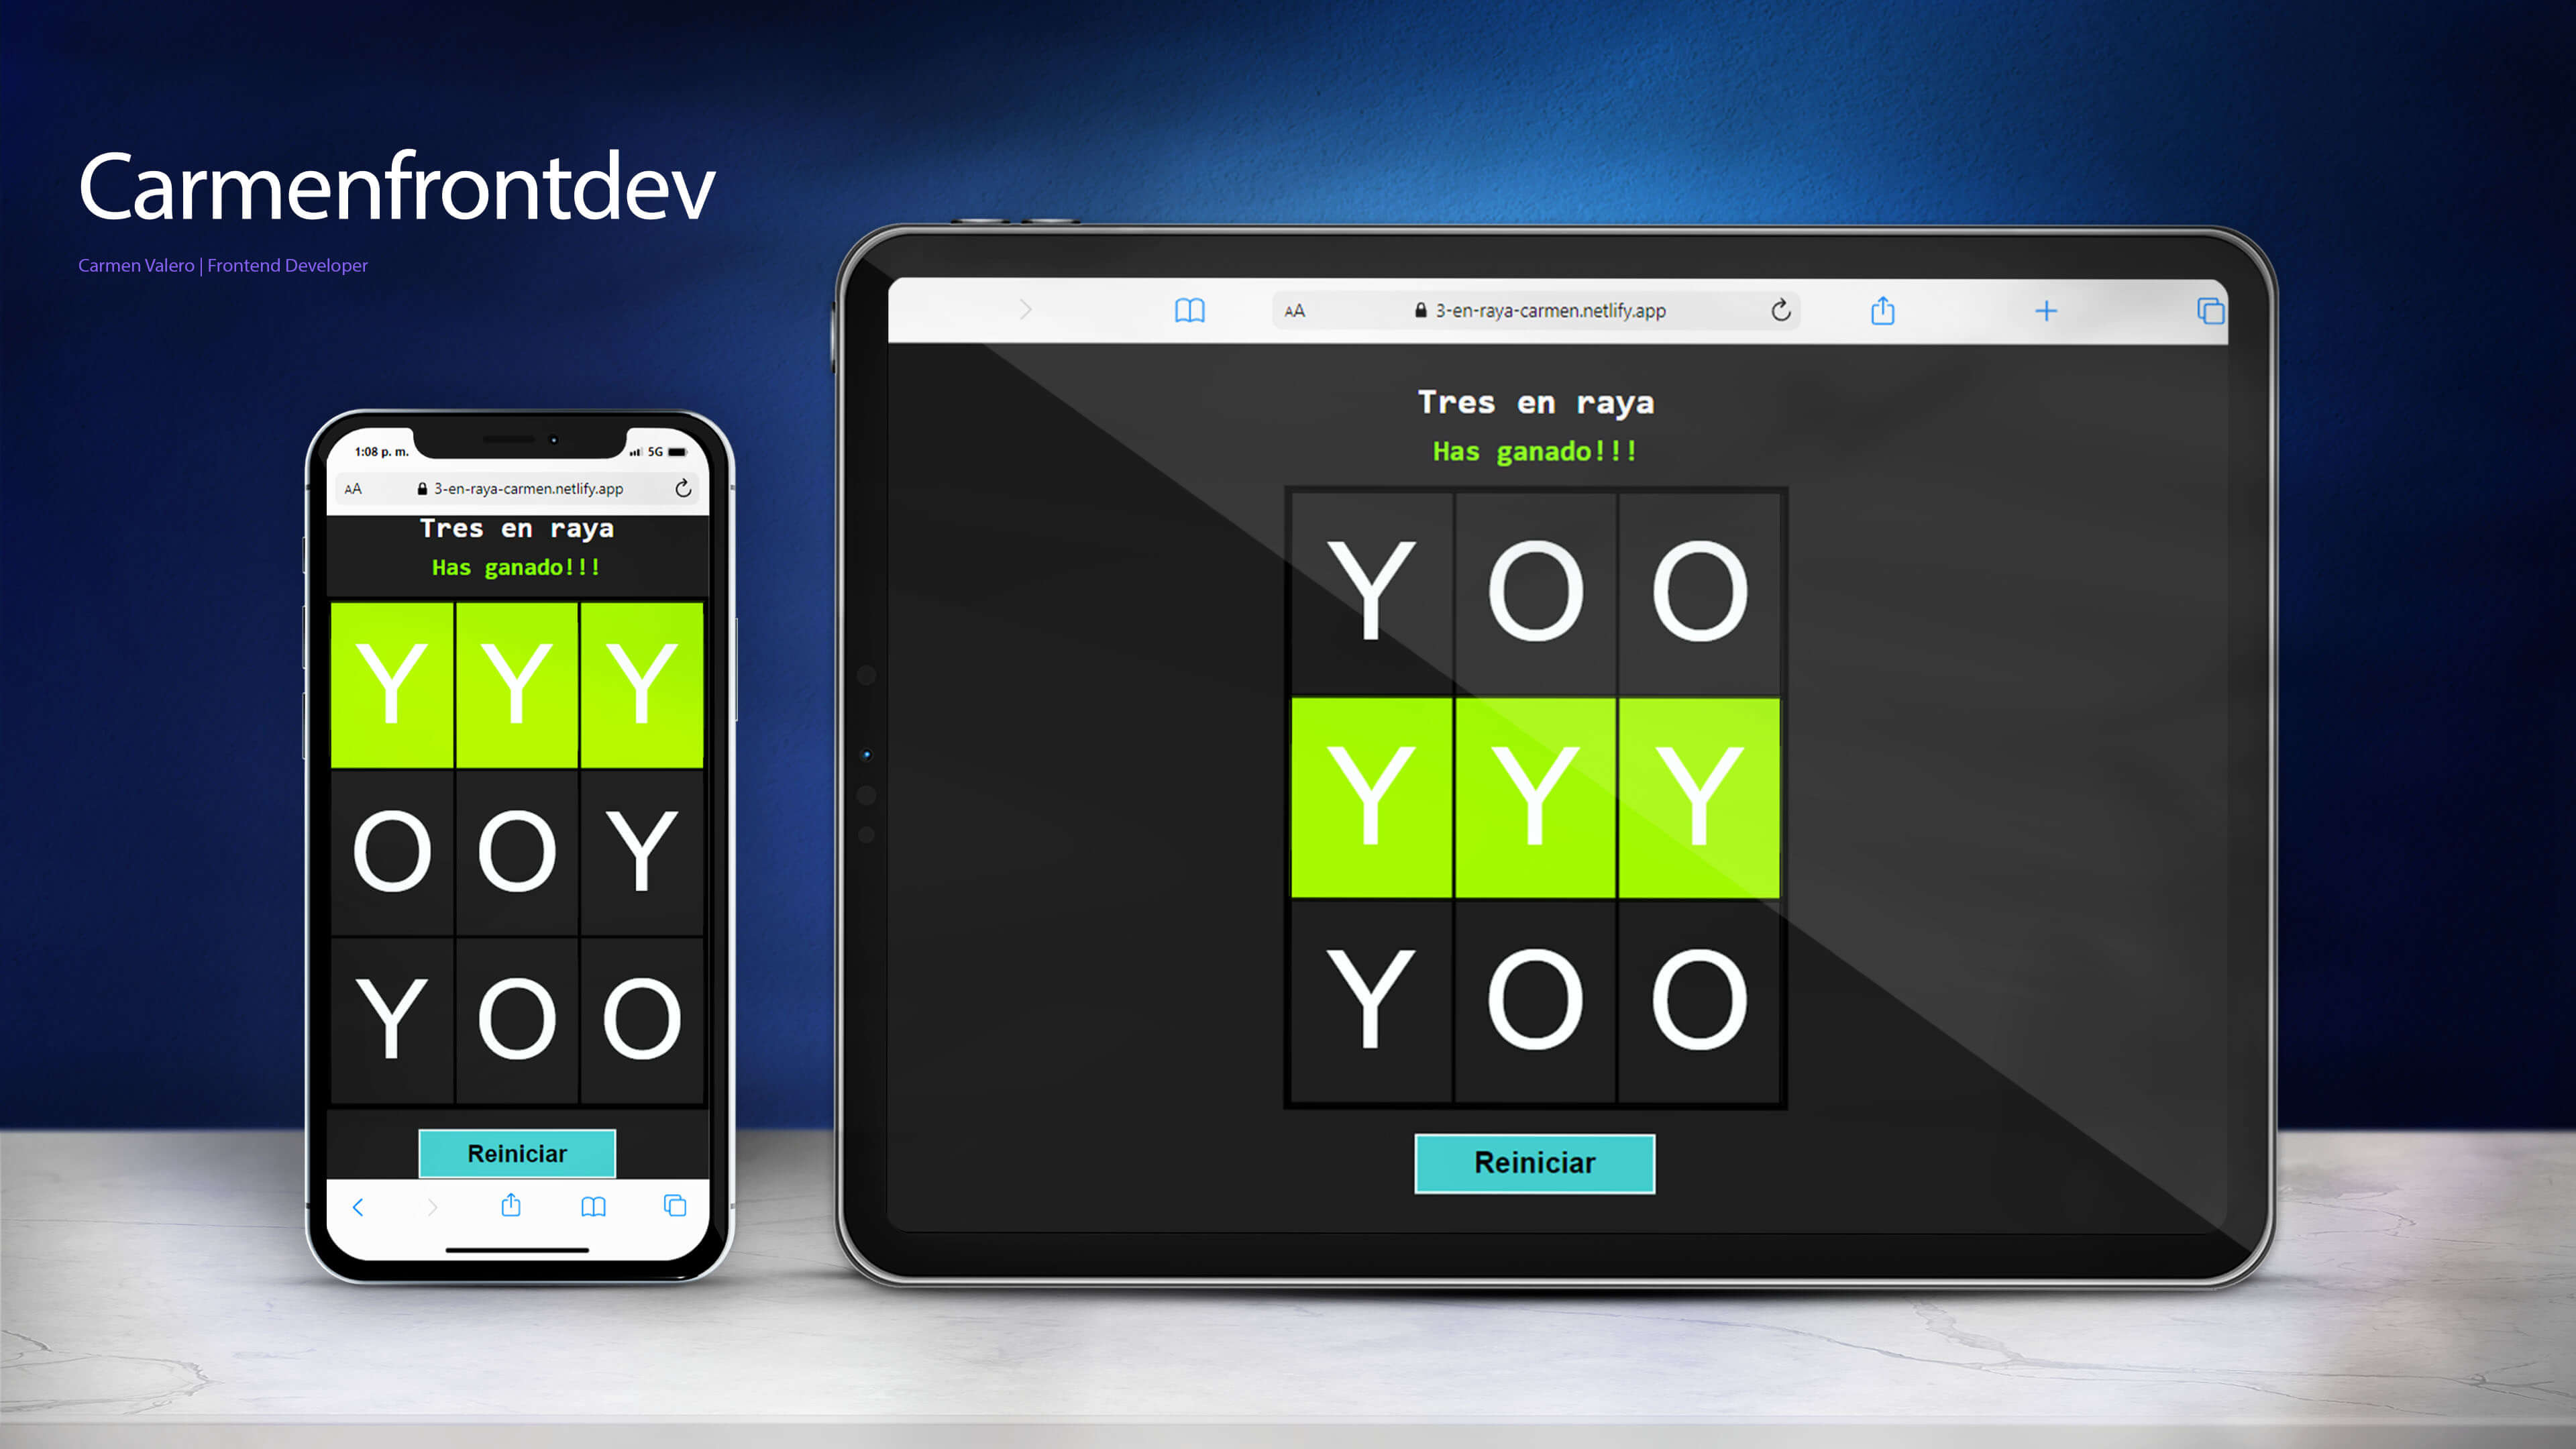 Carmenfrontdev
Carmen Valero | Frontend Developer
1:08 p. m.
5G
AA
3-en-raya-carmen.netlify.app
Tres en raya
Has ganado!!!
Y Y Y
O O Y
Y O O
Reiniciar
AA
3-en-raya-carmen.netlify.app
Tres en raya
Has ganado!!!
Y O O
Y Y Y
Y O O
Reiniciar